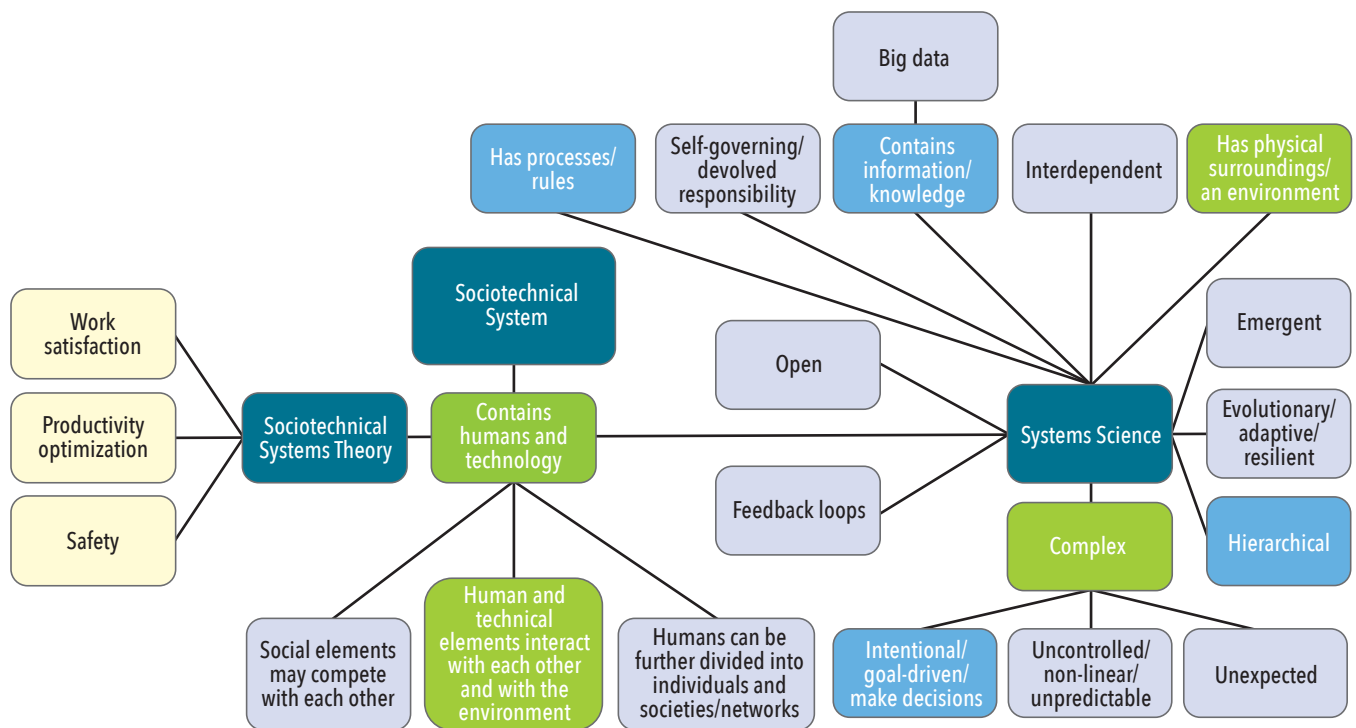 Big data
Has processes/
rules
Self-governing/
devolved
responsibility
Contains
information/
knowledge
Interdependent
Has physical
surroundings/
an environment
Sociotechnical
System
Work
satisfaction
Emergent
Open
Productivity
optimization
Sociotechnical
Systems Theory
Contains
humans and
technology
Systems Science
Evolutionary/
adaptive/
resilient
Safety
Feedback loops
Complex
Hierarchical
Social elements
may compete
with each other
Human and
technical
elements interact
with each other
and with the
environment
Humans can be
further divided into
individuals and
societies/networks
Intentional/
goal-driven/
make decisions
Uncontrolled/
non-linear/
unpredictable
Unexpected